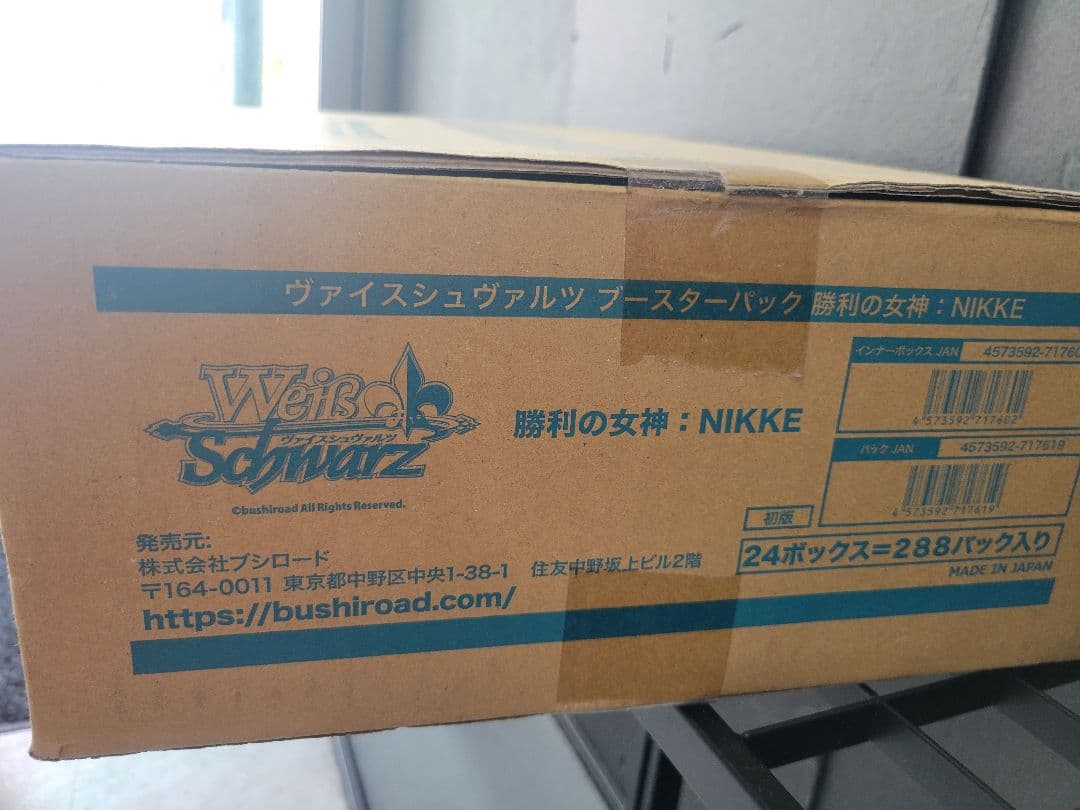 ヴァイスシュヴァルツ ブースターパック 勝利の女神：NIKKE
Weiß
Schwarz
ヴァイスシュヴァルツ
©bushiroad All Rights Reserved.
勝利の女神：NIKKE
インナーボックス JAN 4573592-71760
4 573592 717602
パック JAN 4573592-717619
4 573592 717619
初版
24ボックス=288パック入り
MADE IN JAPAN
発売元:
株式会社ブシロード
〒164-0011 東京都中野区中央1-38-1 住友中野坂上ビル2階
https://bushiroad.com/